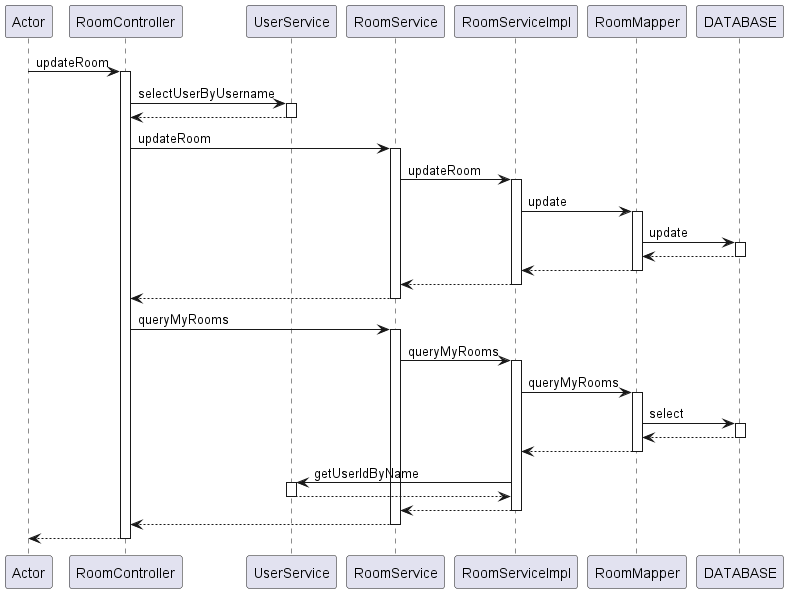 Actor RoomController UserService RoomService RoomServiceImpl RoomMapper DATABASE
updateRoom
selectUserByUsername
updateRoom
updateRoom
update
update
queryMyRooms
queryMyRooms
queryMyRooms
select
getUserIdByName
Actor RoomController UserService RoomService RoomServiceImpl RoomMapper DATABASE